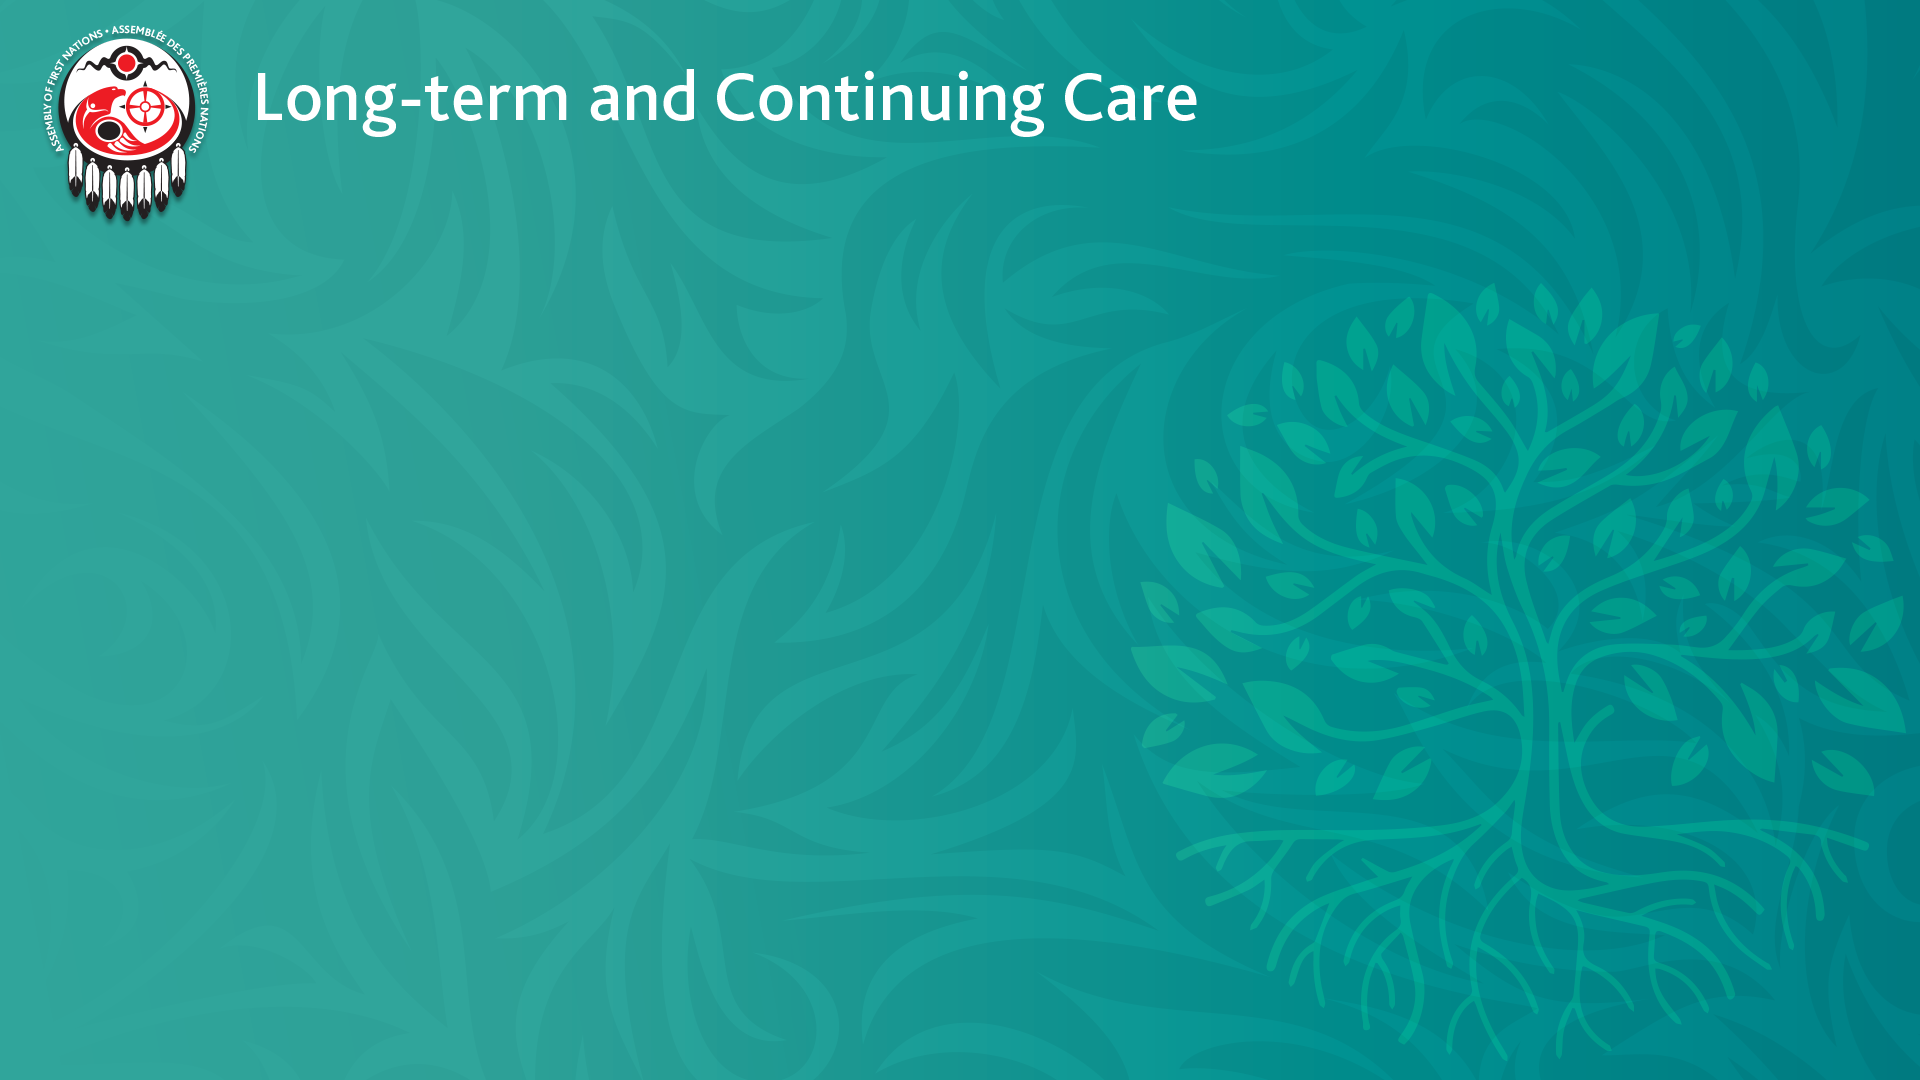 ASSEMBLY OF FIRST NATIONS • ASSEMBLÉE DES PREMIÈRES NATIONS
Long-term and Continuing Care